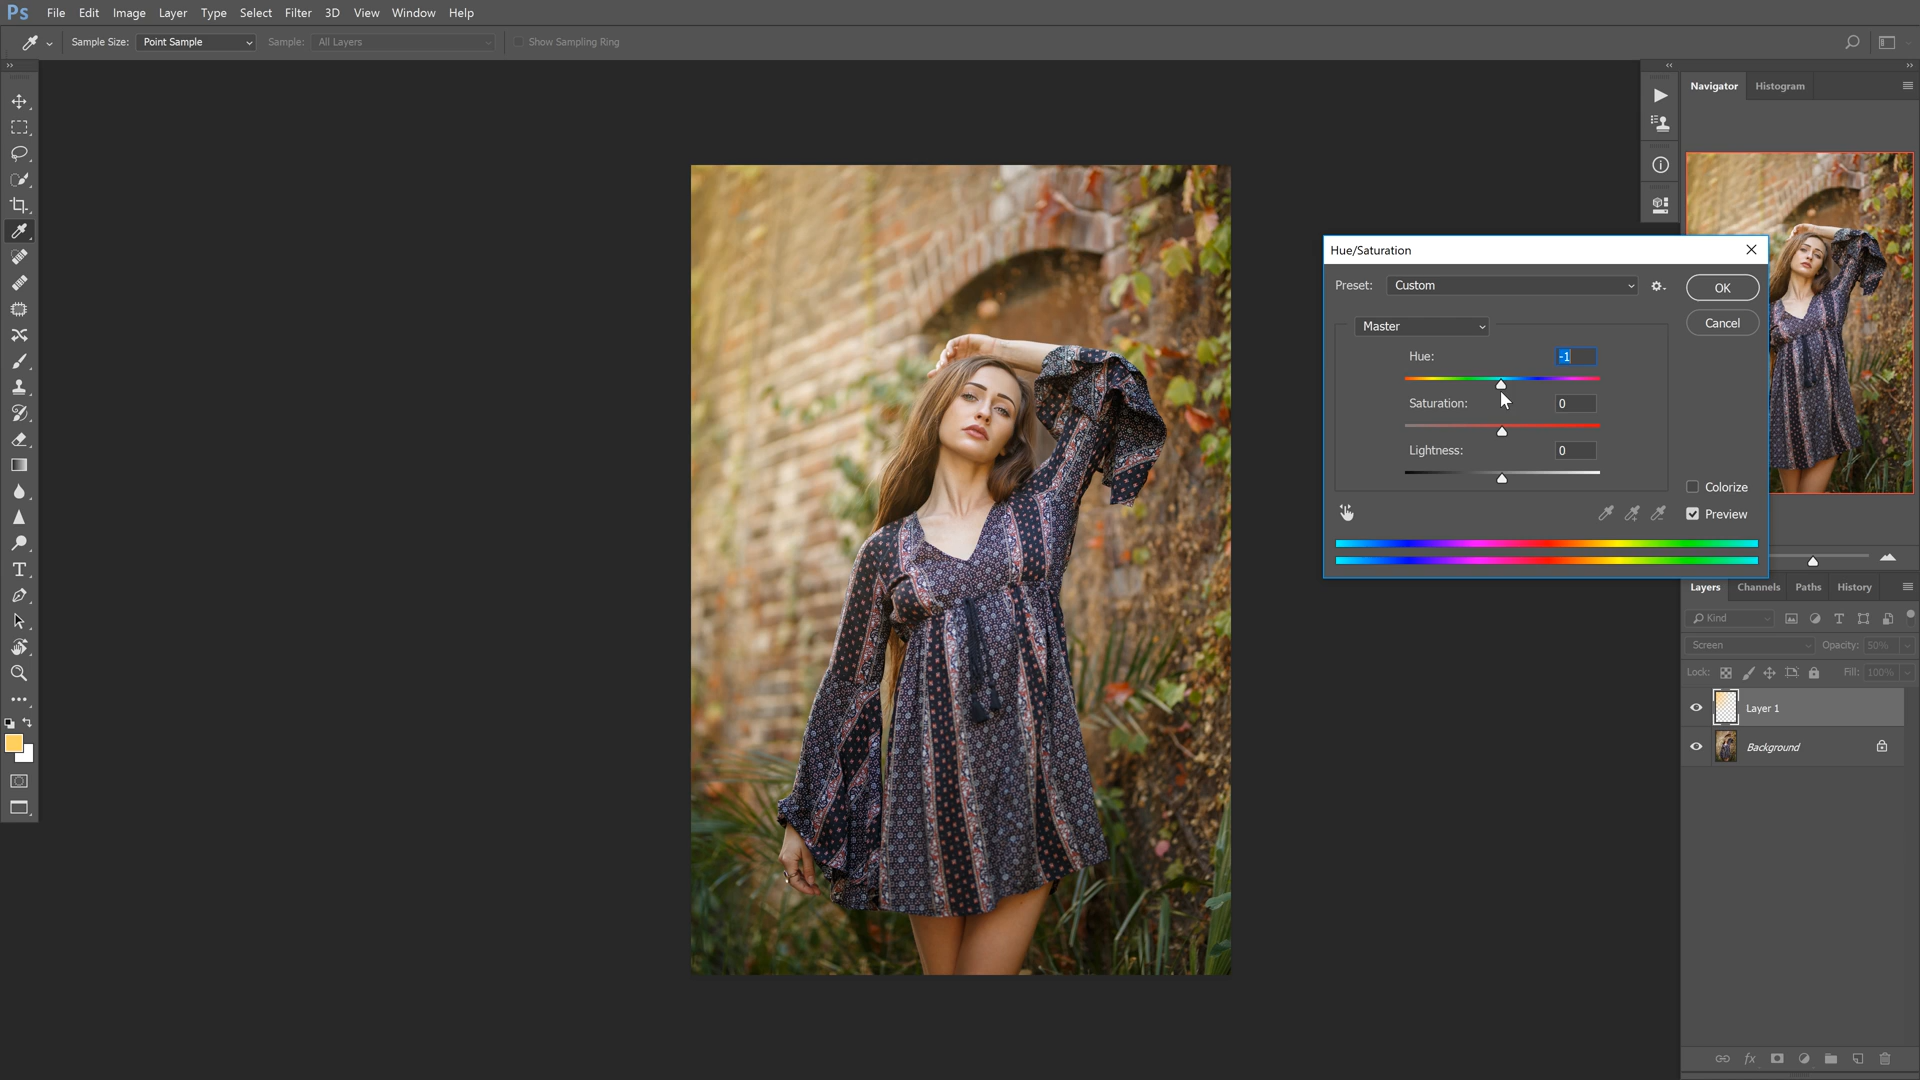 Ps File Edit Image Layer Type Select Filter 3D View Window Help
Sample Size: Point Sample Sample: All Layers Show Sampling Ring
Navigator Histogram
Hue/Saturation
Preset: Custom OK
Master Cancel
Hue: -1
Saturation: 0
Lightness: 0
Colorize
Preview
Layers Channels Paths History
Kind T
Screen Opacity: 50%
Lock: Fill: 100%
Layer 1
Background
fx